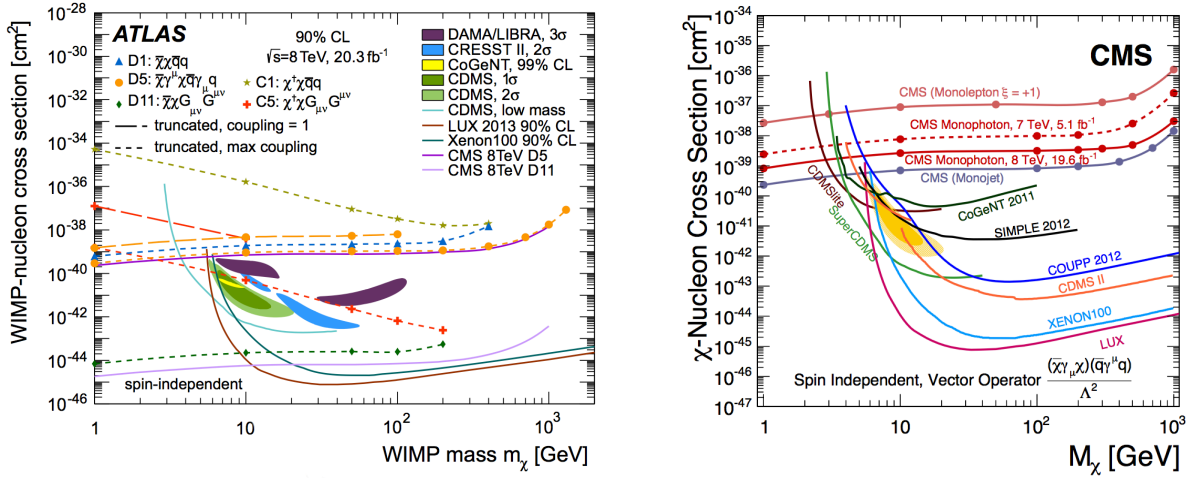 WIMP-nucleon cross section [cm²]
10⁻²⁸
10⁻³⁰
10⁻³²
10⁻³⁴
10⁻³⁶
10⁻³⁸
10⁻⁴⁰
10⁻⁴²
10⁻⁴⁴
10⁻⁴⁶
ATLAS
90% CL
√s=8 TeV, 20.3 fb⁻¹
D1: χ̄χq̄q
D5: χ̄γ^μχq̄γ_μq
C1: χ†χq̄q
D11: χ̄χG_μνG^μν
C5: χ†χG_μνG^μν
truncated, coupling = 1
truncated, max coupling
DAMA/LIBRA, 3σ
CRESST II, 2σ
CoGeNT, 99% CL
CDMS, 1σ
CDMS, 2σ
CDMS, low mass
LUX 2013 90% CL
Xenon100 90% CL
CMS 8TeV D5
CMS 8TeV D11
spin-independent
1 10 10² 10³
WIMP mass m_χ [GeV]
χ-Nucleon Cross Section [cm²]
10⁻³⁴
10⁻³⁵
10⁻³⁶
10⁻³⁷
10⁻³⁸
10⁻³⁹
10⁻⁴⁰
10⁻⁴¹
10⁻⁴²
10⁻⁴³
10⁻⁴⁴
10⁻⁴⁵
10⁻⁴⁶
10⁻⁴⁷
CMS
CMS (Monolepton ξ = +1)
CMS Monophoton, 7 TeV, 5.1 fb⁻¹
CMS Monophoton, 8 TeV, 19.6 fb⁻¹
CMS (Monojet)
CDMSlite
SuperCDMS
CoGeNT 2011
SIMPLE 2012
COUPP 2012
CDMS II
XENON100
LUX
Spin Independent, Vector Operator (χ̄γ_μχ)(q̄γ^μq)
Λ²
1 10 10² 10³
M_χ [GeV]